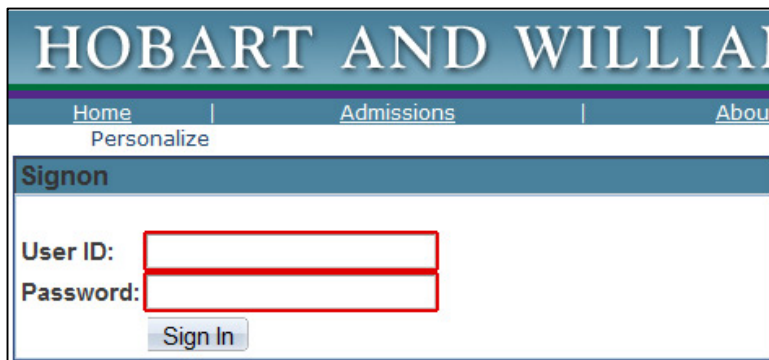 HOBART AND WILLIA
Home | Admissions | Abou
Personalize
Signon
User ID:
Password:
Sign In